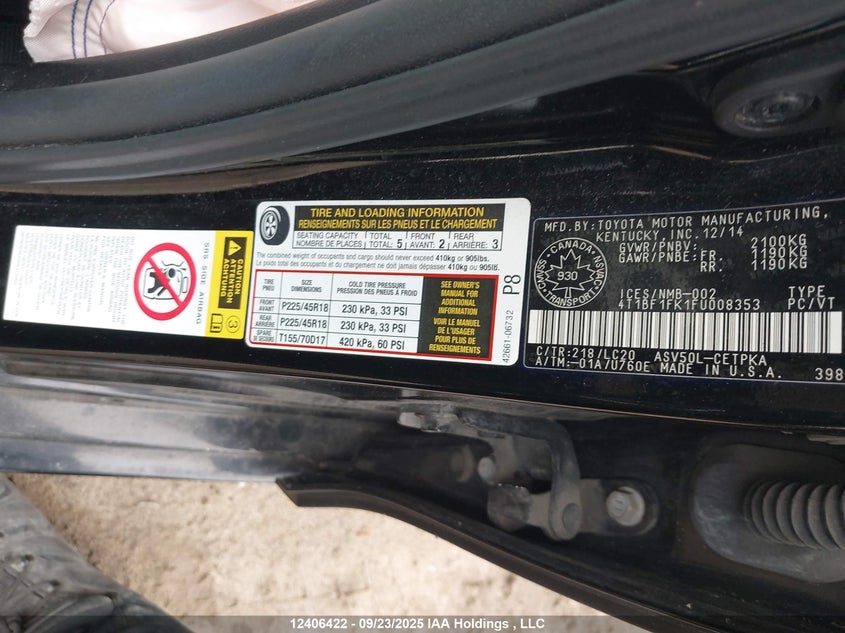 SRS SIDE AIRBAG
CAUTION
ATTENTION
ACHTUNG
TIRE AND LOADING INFORMATION
RENSEIGNEMENTS SUR LES PNEUS ET LE CHARGEMENT
SEATING CAPACITY TOTAL FRONT REAR
NOMBRE DE PLACES TOTAL: 5 AVANT: 2 ARRIÈRE: 3
The combined weight of occupants and cargo should never exceed 410kg or 905lbs.
Le poids total des occupants et du chargement ne doit jamais dépasser 410kg ou 905lb.
TIRE PNEU SIZE DIMENSIONS COLD TIRE PRESSURE PRESSION DES PNEUS À FROID
FRONT AVANT P225/45R18 230 kPa, 33 PSI
REAR ARRIÈRE P225/45R18 230 kPa, 33 PSI
SPARE DE SECOURS T155/70D17 420 kPa, 60 PSI
SEE OWNER'S
MANUAL FOR
ADDITIONAL
INFORMATION
VOIR LE MANUEL
DE L'USAGER
POUR PLUS DE
RENSEIGNEMENTS
P8
42661-06732
MFD.BY:TOYOTA MOTOR MANUFACTURING,
KENTUCKY, INC.12/14
GVWR/PNBV: 2100KG
GAWR/PNBE:FR. 1190KG
RR. 1190KG
CANADA
930
TRANSPORT
ICES/NMB-002 TYPE
4T1BF1FK1FU008353 PC/VT
C/TR:218/LC20 ASV50L-CETPKA
A/TM:-01A/U760E MADE IN U.S.A. 398
12406422 - 09/23/2025 IAA Holdings , LLC